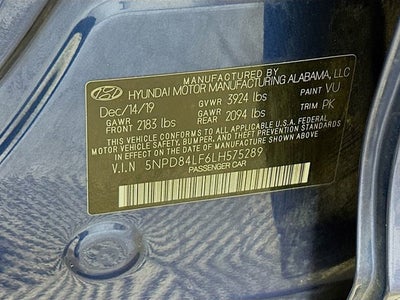 MANUFACTURED BY
HYUNDAI MOTOR MANUFACTURING ALABAMA, LLC
Dec/14/19 GVWR 3924 lbs PAINT VU
GAWR FRONT 2183 lbs GAWR REAR 2094 lbs TRIM PK
THIS VEHICLE CONFORMS TO ALL APPLICABLE FEDERAL
MOTOR VEHICLE SAFETY, BUMPER, AND THEFT PREVENTION STANDARDS
IN EFFECT ON THE DATE OF MANUFACTURE SHOWN ABOVE.
V.I.N 5NPD84LF6LH575289
PASSENGER CAR